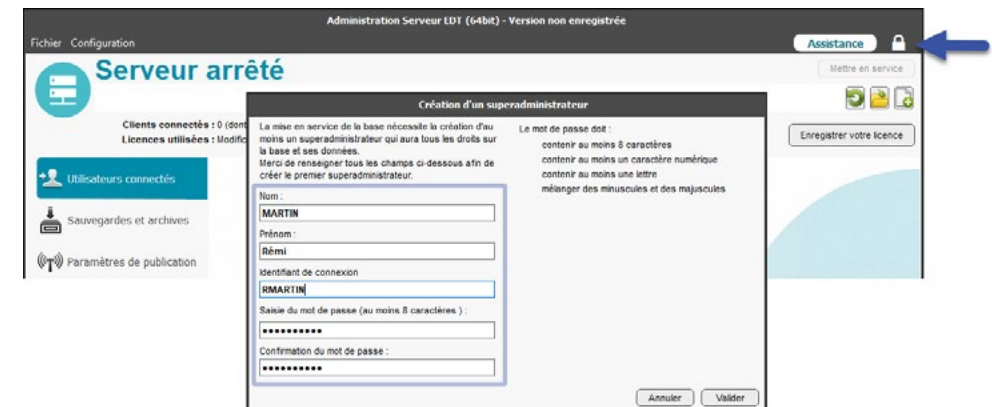 Administration Serveur EDT (64bit) - Version non enregistrée
Fichier Configuration
Assistance
Serveur arrêté
Mettre en service
Clients connectés : 0 (dont
Licences utilisées : Modific
Enregistrer votre licence
Utilisateurs connectés
Sauvegardes et archives
Paramètres de publication
Création d'un superadministrateur
La mise en service de la base nécessite la création d'au
moins un superadministrateur qui aura tous les droits sur
la base et ses données.
Merci de renseigner tous les champs ci-dessous afin de
créer le premier superadministrateur.
Nom :
MARTIN
Prénom :
Rémi
Identifiant de connexion
RMARTIN
Saisie du mot de passe (au moins 8 caractères ) :
••••••••••
Confirmation du mot de passe :
••••••••••
Le mot de passe doit :
contenir au moins 8 caractères
contenir au moins un caractère numérique
contenir au moins une lettre
mélanger des minuscules et des majuscules
Annuler
Valider